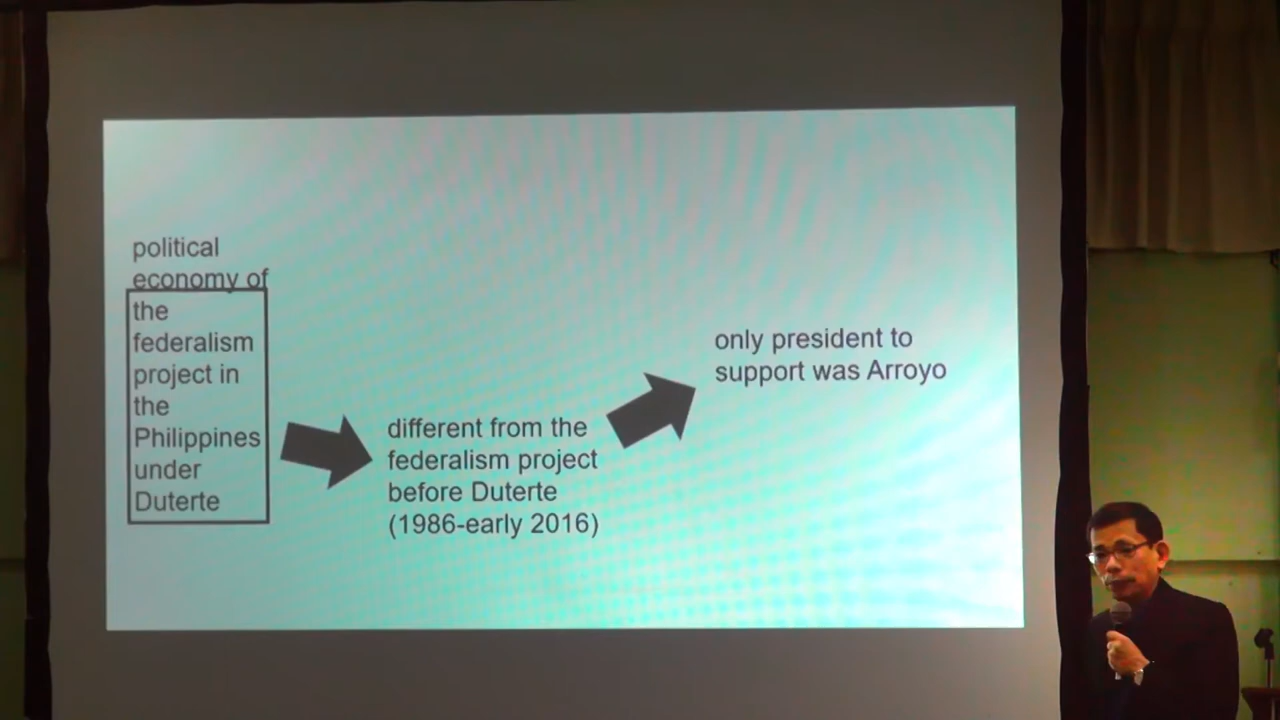 political
economy of
the
federalism
project in
the
Philippines
under
Duterte
different from the
federalism project
before Duterte
(1986-early 2016)
only president to
support was Arroyo